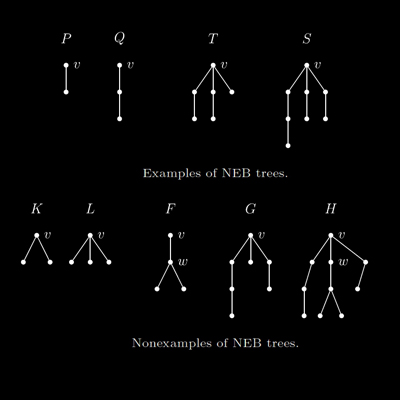 P Q T S
v v v v
Examples of NEB trees.
K L F G H
v v v v v
w w
Nonexamples of NEB trees.